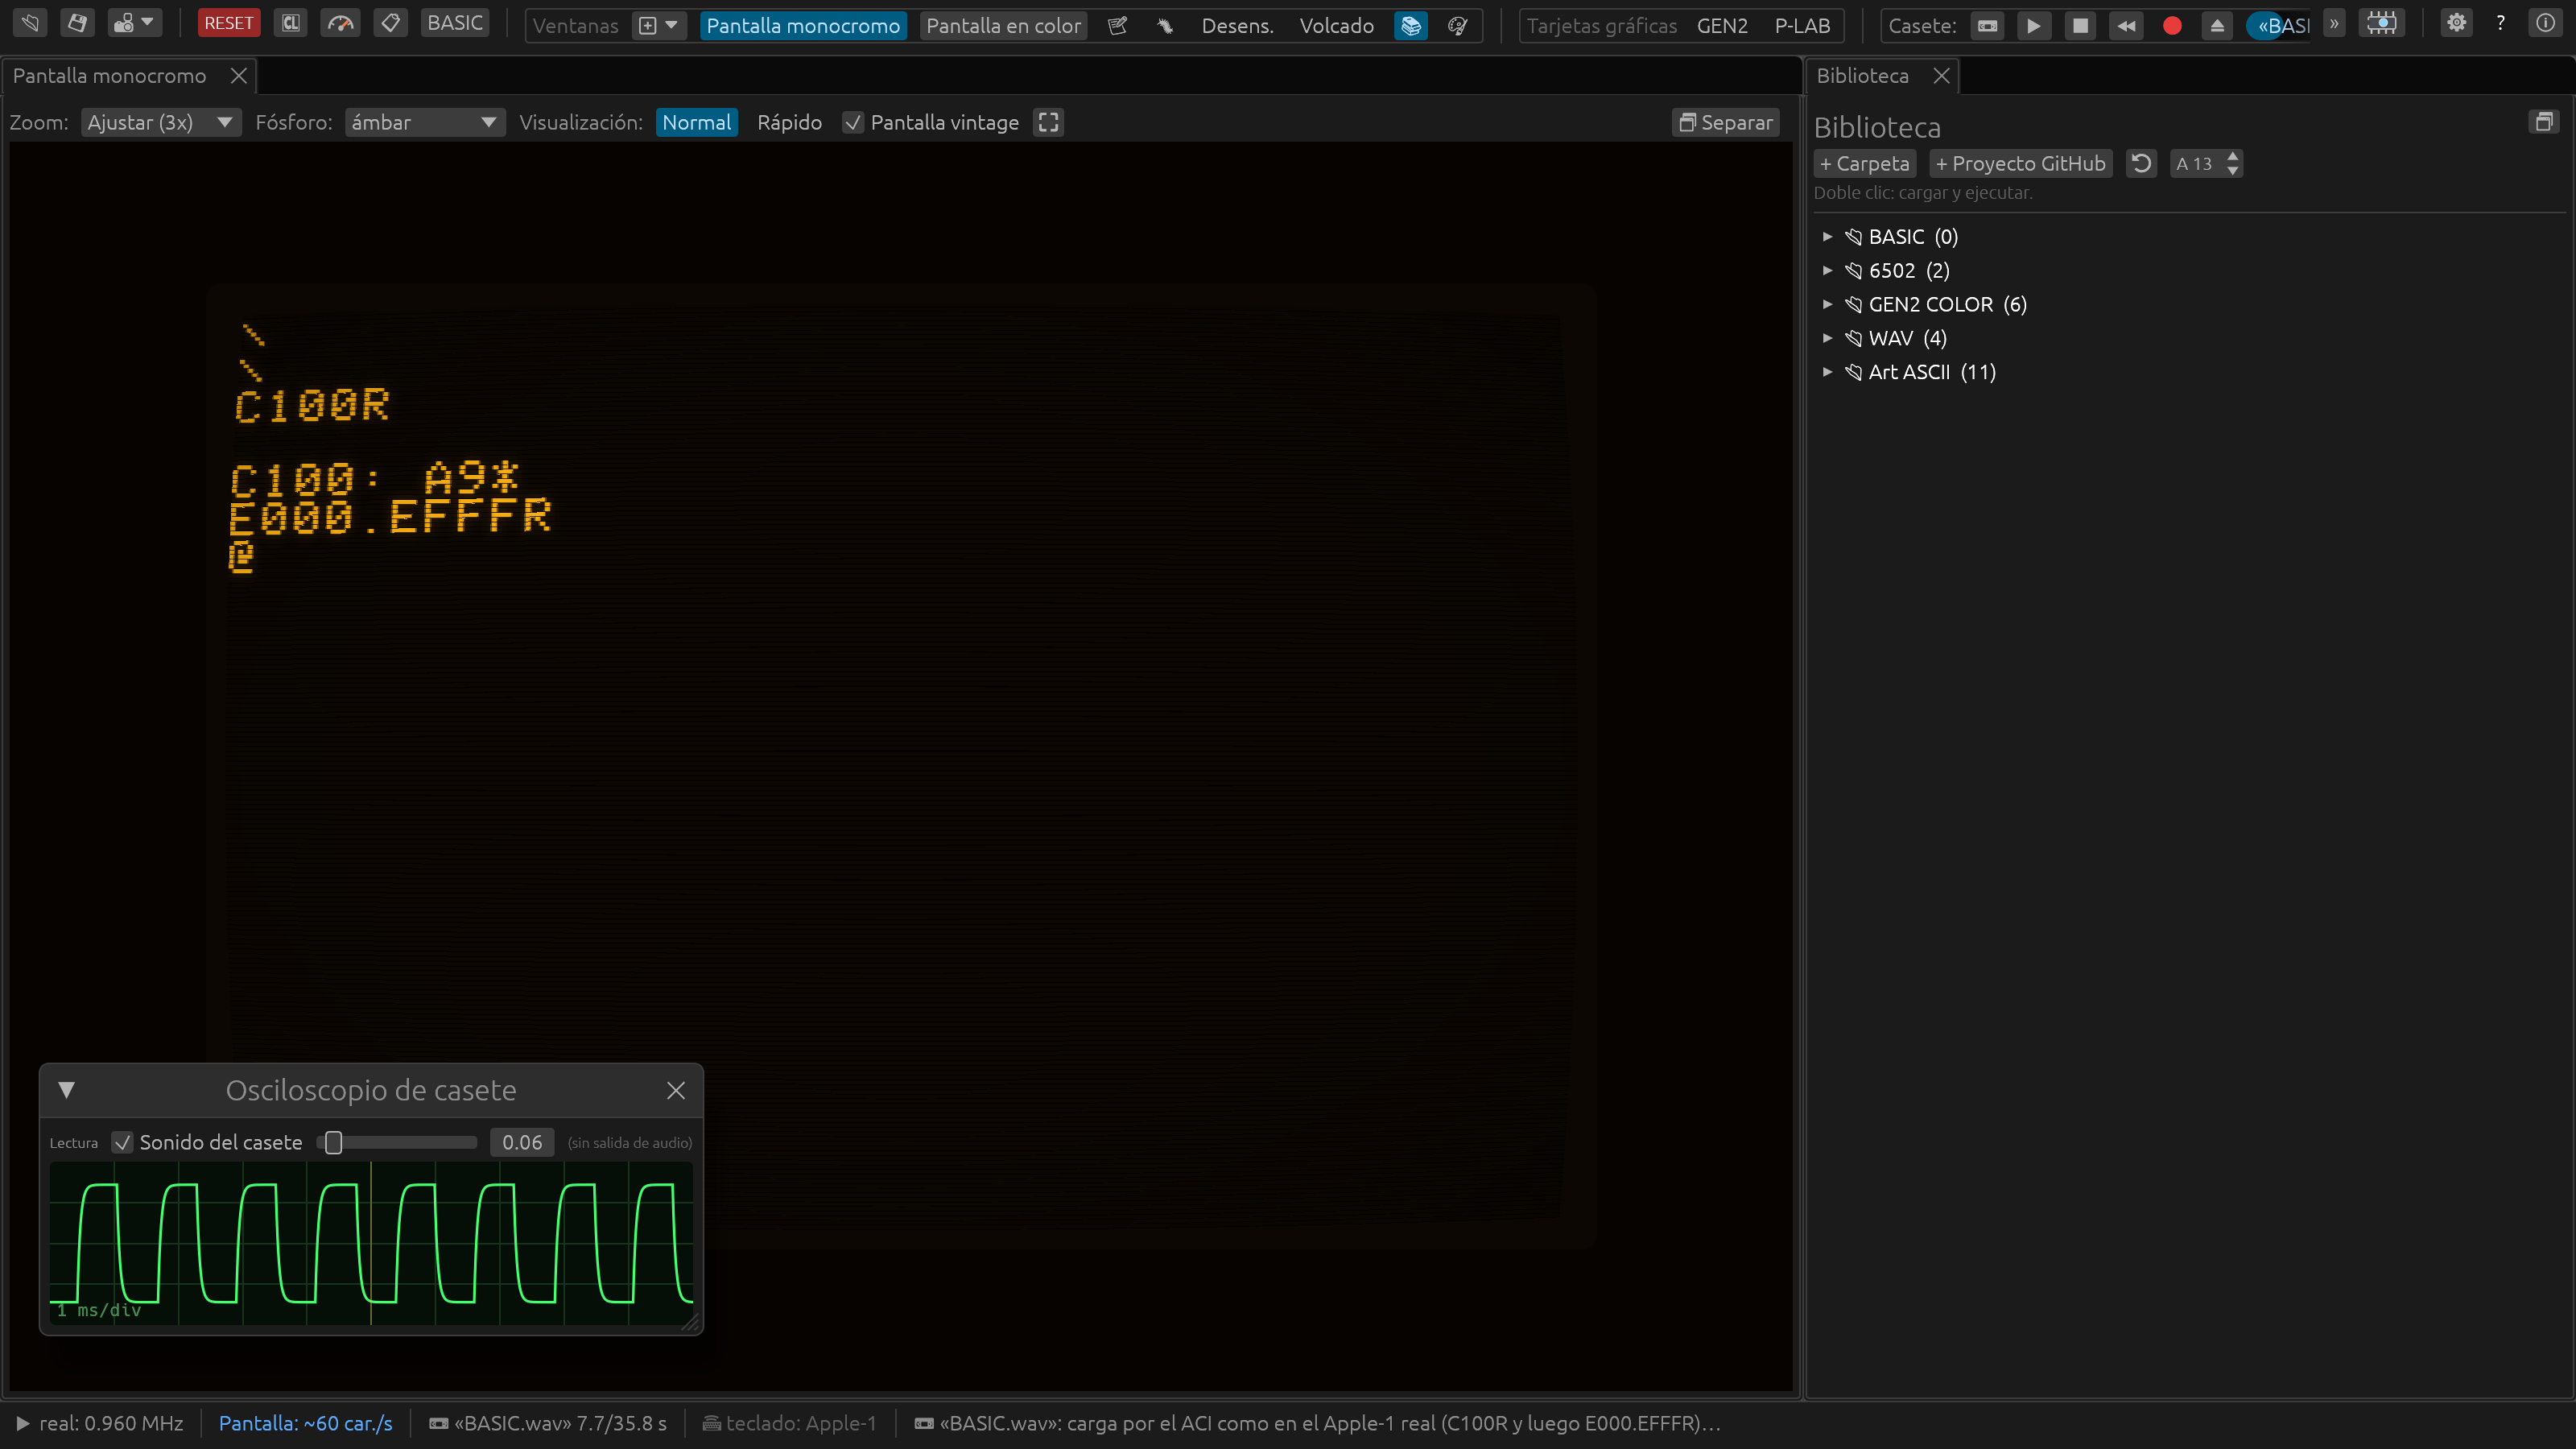 RESET CL BASIC Ventanas Pantalla monocromo Pantalla en color Desens. Volcado Tarjetas gráficas GEN2 P-LAB Casete: «BASI » ?
Pantalla monocromo
Zoom: Ajustar (3x) Fósforo: ámbar Visualización: Normal Rápido Pantalla vintage Separar
\
\
C100R
C100: A9*
E000.EFFFR
@
Osciloscopio de casete
Lectura Sonido del casete 0.06 (sin salida de audio)
1 ms/div
Biblioteca
Biblioteca
+ Carpeta + Proyecto GitHub A 13
Doble clic: cargar y ejecutar.
BASIC (0)
6502 (2)
GEN2 COLOR (6)
WAV (4)
Art ASCII (11)
real: 0.960 MHz Pantalla: ~60 car./s «BASIC.wav» 7.7/35.8 s teclado: Apple-1 «BASIC.wav»: carga por el ACI como en el Apple-1 real (C100R y luego E000.EFFFR)…